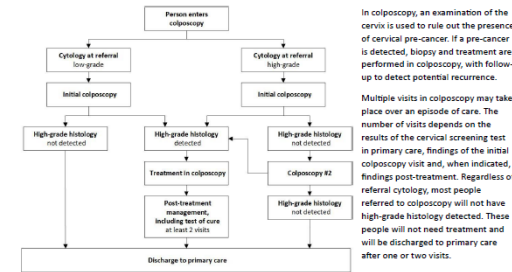 Person enters
colposcopy
Cytology at referral
low-grade
Cytology at referral
high-grade
Initial colposcopy
Initial colposcopy
High-grade histology
not detected
High-grade histology
detected
High-grade histology
not detected
Treatment in colposcopy
Colposcopy #2
Post-treatment
management,
including test of cure
at least 2 visits
High-grade histology
not detected
Discharge to primary care
In colposcopy, an examination of the
cervix is used to rule out the presence
of cervical pre-cancer. If a pre-cancer
is detected, biopsy and treatment are
performed in colposcopy, with follow-
up to detect potential recurrence.
Multiple visits in colposcopy may take
place over an episode of care. The
number of visits depends on the
results of the cervical screening test
in primary care, findings of the initial
colposcopy visit and, when indicated,
findings post-treatment. Regardless of
referral cytology, most people
referred to colposcopy will not have
high-grade histology detected. These
people will not need treatment and
will be discharged to primary care
after one or two visits.